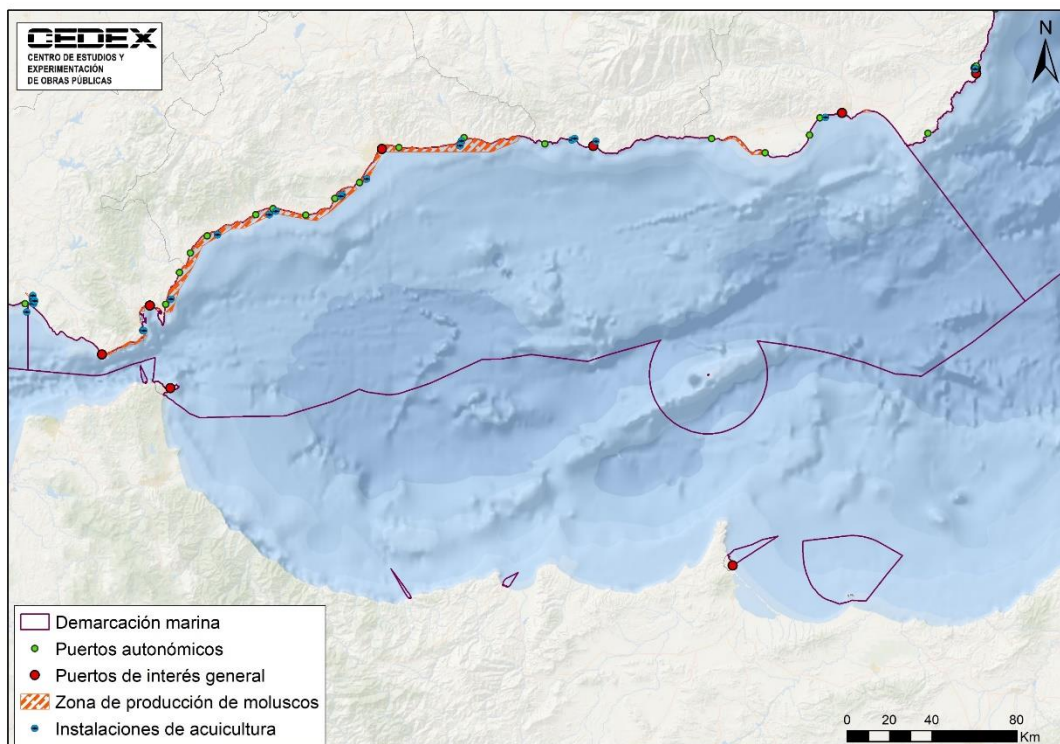 CEDEX
CENTRO DE ESTUDIOS Y
EXPERIMENTACIÓN
DE OBRAS PÚBLICAS
N
Demarcación marina
Puertos autonómicos
Puertos de interés general
Zona de producción de moluscos
Instalaciones de acuicultura
0 20 40 80
Km